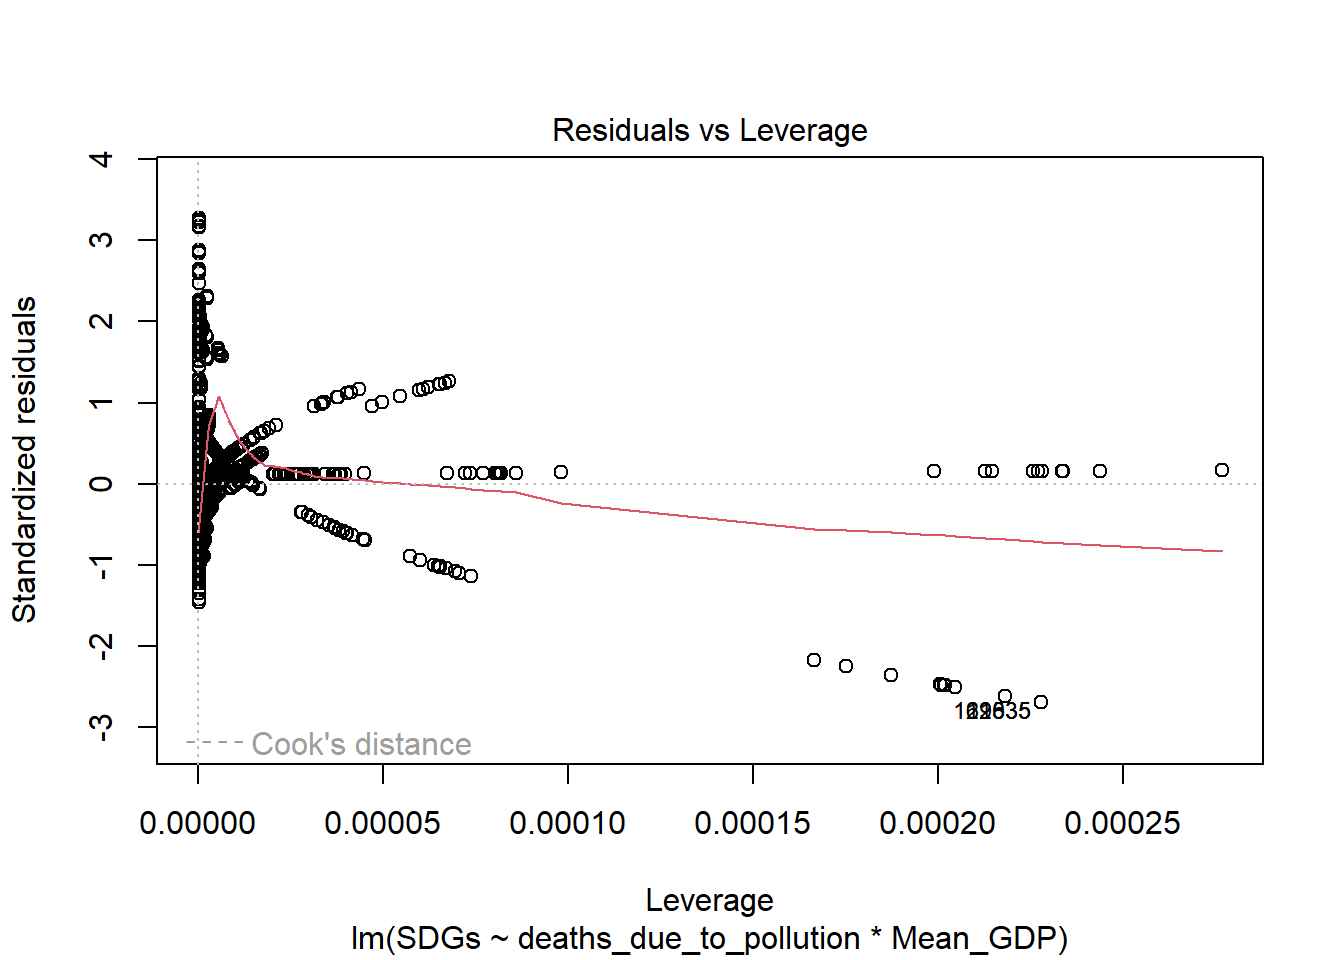 Residuals vs Leverage
Standardized residuals
4
3
2
1
0
-1
-2
-3
Cook's distance
0.00000 0.00005 0.00010 0.00015 0.00020 0.00025
Leverage
lm(SDGs ~ deaths_due_to_pollution * Mean_GDP)